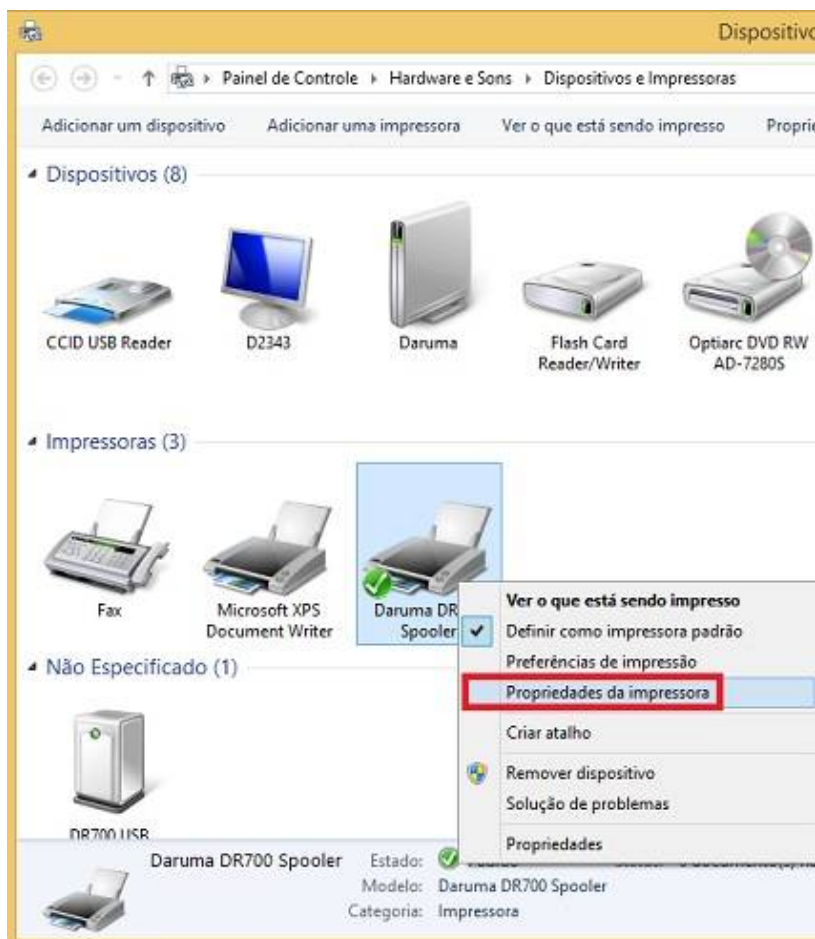 Dispositivo
Painel de Controle ▸ Hardware e Sons ▸ Dispositivos e Impressoras
Adicionar um dispositivo Adicionar uma impressora Ver o que está sendo impresso Proprie
Dispositivos (8)
CCID USB Reader
D2343
Daruma
Flash Card
Reader/Writer
Optiarc DVD RW
AD-7280S
Impressoras (3)
Fax
Microsoft XPS
Document Writer
Daruma DR
Spooler
Ver o que está sendo impresso
Definir como impressora padrão
Preferências de impressão
Propriedades da impressora
Criar atalho
Remover dispositivo
Solução de problemas
Propriedades
Não Especificado (1)
DR700 USB
Daruma DR700 Spooler Estado:
Modelo: Daruma DR700 Spooler
Categoria: Impressora